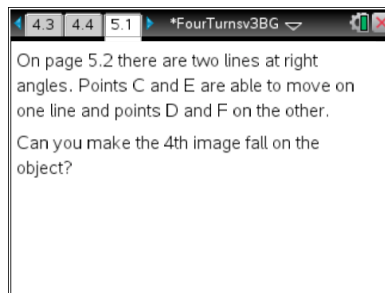 4.3 4.4 5.1 *FourTurnsv3BG
On page 5.2 there are two lines at right
angles. Points C and E are able to move on
one line and points D and F on the other.
Can you make the 4th image fall on the
object?